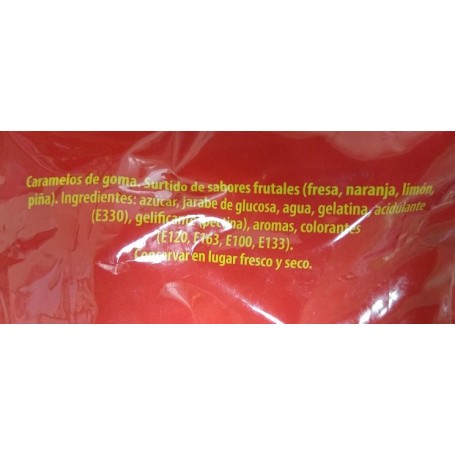 Caramelos de goma. Surtido de sabores frutales (fresa, naranja, limón,
piña). Ingredientes: azúcar, jarabe de glucosa, agua, gelatina, acidulante
(E330), gelificante (pectina), aromas, colorantes
(E120, E163, E100, E133).
Conservar en lugar fresco y seco.